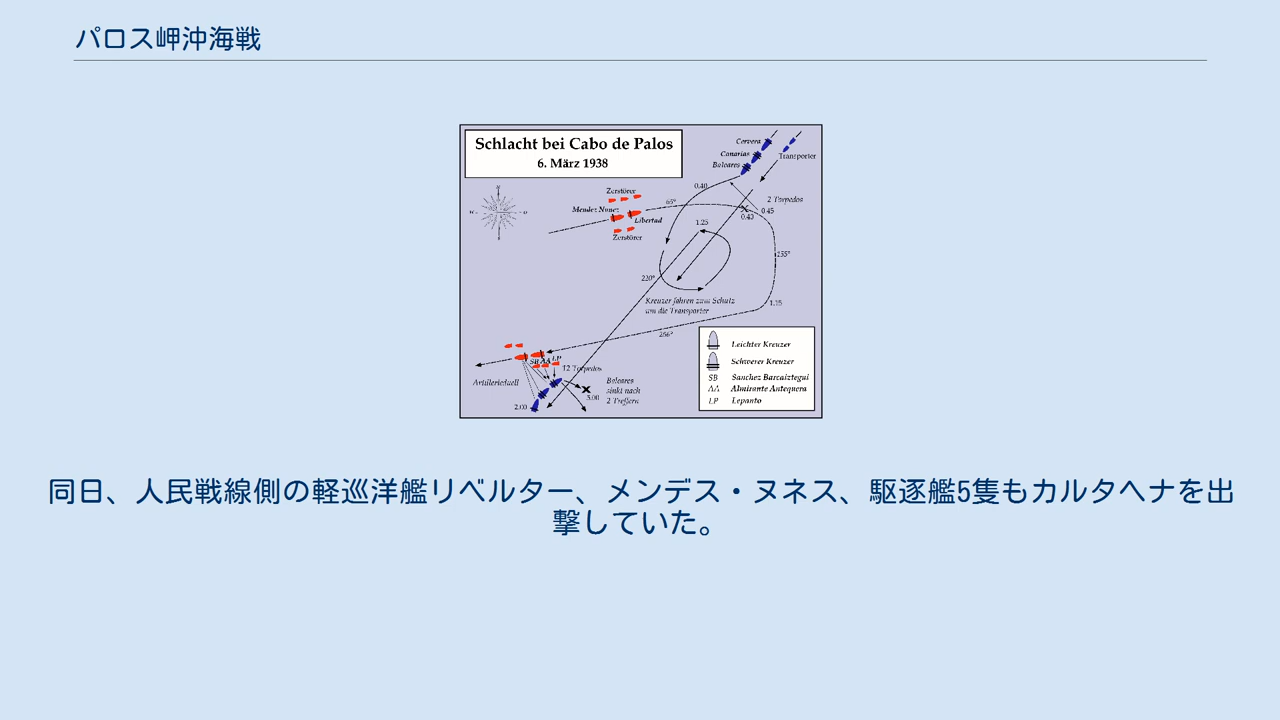 パロス岬沖海戦
Schlacht bei Cabo de Palos
6. März 1938
Cervera
Canarias
Baleares
Transporter
0.40
2 Torpedos
0.45
0.43
Zerstörer
Mendez Nunez
Libertad
Zerstörer
65°
1.25
155°
220°
Kreuzer fahren zum Schutz
um die Transporter
1.15
256°
SB AA LP
12 Torpedos
Artillerieduell
Baleares
sinkt nach
2 Treffern
3.00
2.00
Leichter Kreuzer
Schwerer Kreuzer
SB Sanchez Barcaiztegui
AA Almirante Antequera
LP Lepanto
同日、人民戦線側の軽巡洋艦リベルター、メンデス・ヌネス、駆逐艦5隻もカルタヘナを出
撃していた。